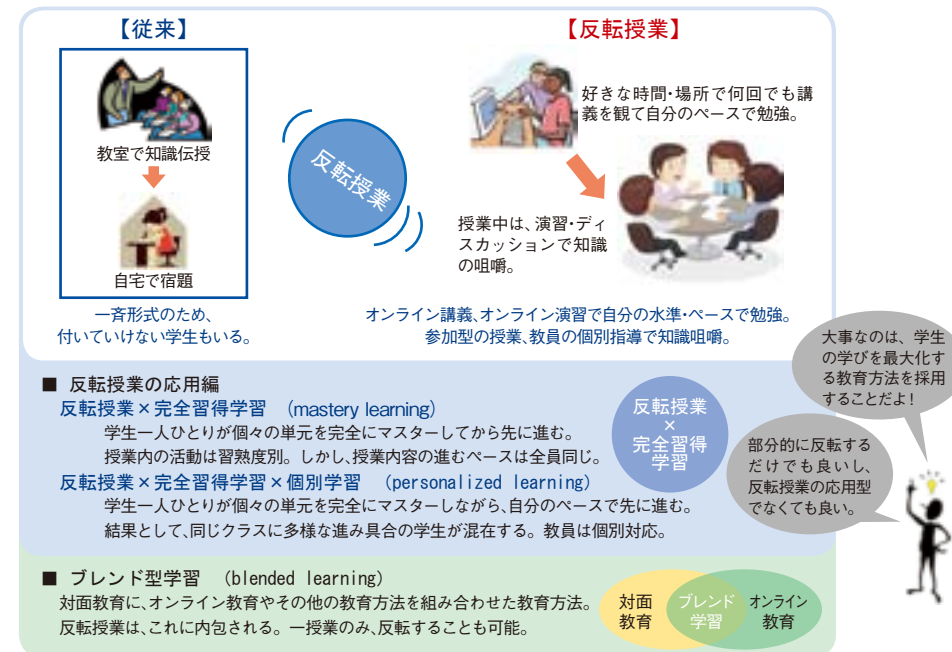 【従来】
教室で知識伝授
自宅で宿題
一斉形式のため、
付いていけない学生もいる。
反転授業
【反転授業】
好きな時間・場所で何回でも講
義を観て自分のペースで勉強。
授業中は、演習・ディ
スカッションで知識
の咀嚼。
オンライン講義、オンライン演習で自分の水準・ペースで勉強。
参加型の授業、教員の個別指導で知識咀嚼。
■ 反転授業の応用編
反転授業×完全習得学習 (mastery learning)
学生一人ひとりが個々の単元を完全にマスターしてから先に進む。
授業内の活動は習熟度別。しかし、授業内容の進むペースは全員同じ。
反転授業×完全習得学習×個別学習 (personalized learning)
学生一人ひとりが個々の単元を完全にマスターしながら、自分のペースで先に進む。
結果として、同じクラスに多様な進み具合の学生が混在する。教員は個別対応。
反転授業
×
完全習得
学習
大事なのは、学生
の学びを最大化す
る教育方法を採用
することだよ!
部分的に反転する
だけでも良いし、
反転授業の応用型
でなくても良い。
■ ブレンド型学習 (blended learning)
対面教育に、オンライン教育やその他の教育方法を組み合わせた教育方法。
反転授業は、これに内包される。一授業のみ、反転することも可能。
対面
教育
ブレンド
学習
オンライン
教育